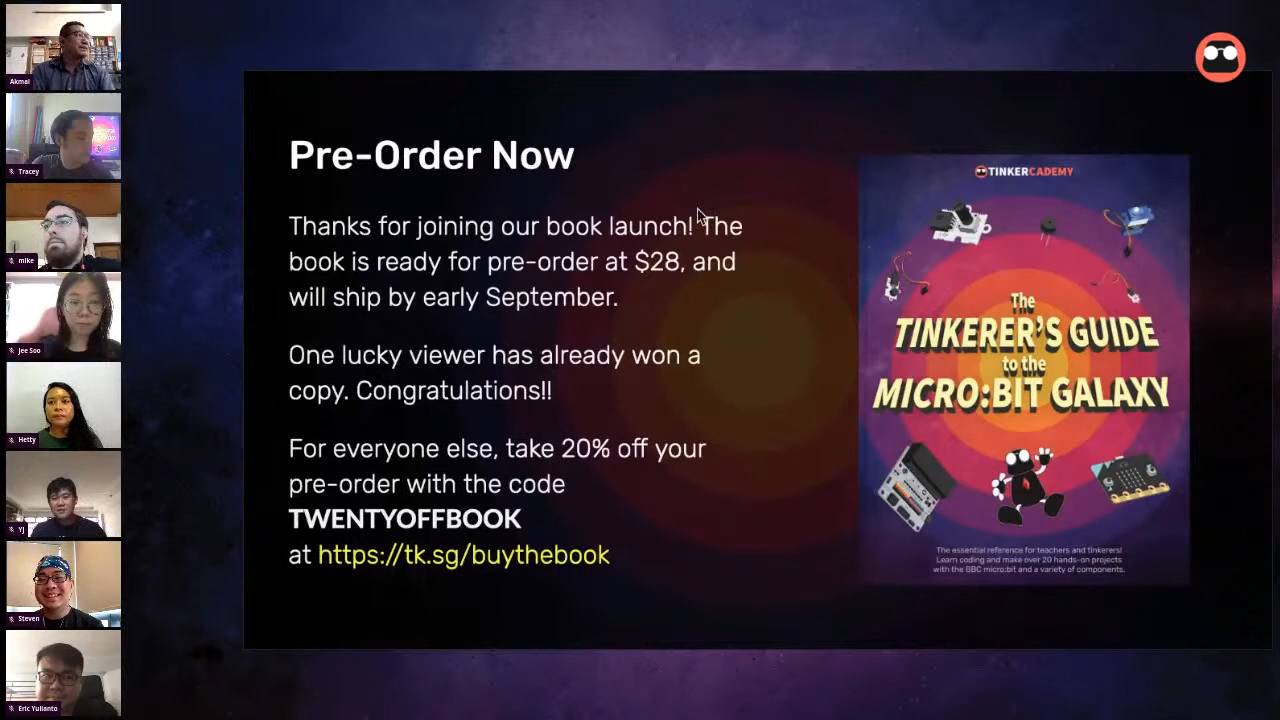 Akmal
Tracey
mike
Jee Soo
Hetty
YJ
Steven
Eric Yulianto
Pre-Order Now
Thanks for joining our book launch! The
book is ready for pre-order at $28, and
will ship by early September.
One lucky viewer has already won a
copy. Congratulations!!
For everyone else, take 20% off your
pre-order with the code
TWENTYOFFBOOK
at https://tk.sg/buythebook
TINKERCADEMY
The
TINKERER'S GUIDE
to the
MICRO:BIT GALAXY
The essential reference for teachers and tinkerers!
Learn coding and make over 20 hands-on projects
with the BBC micro:bit and a variety of components.